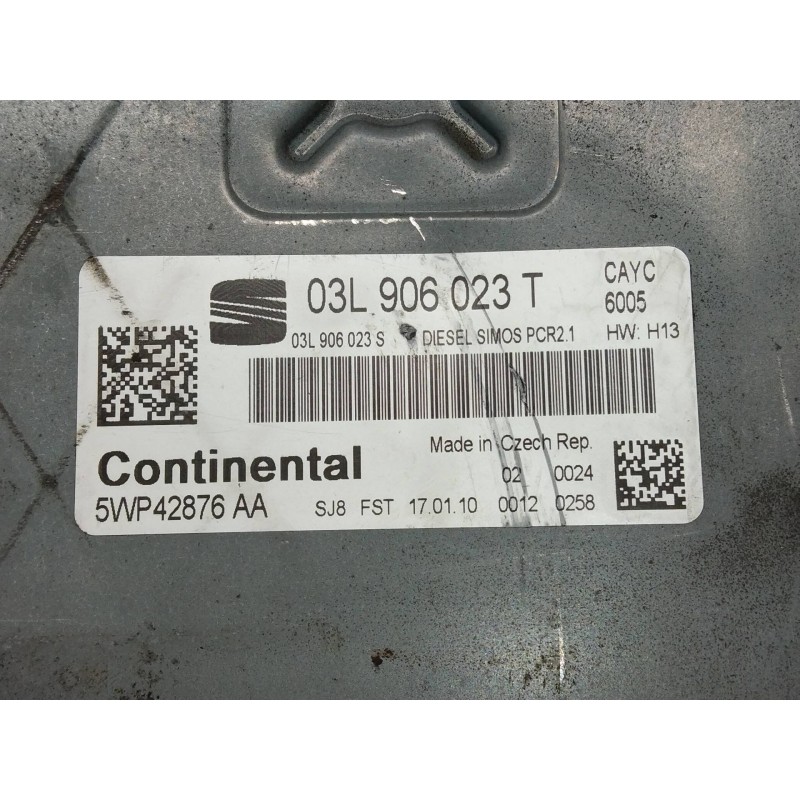 03L 906 023 T
CAYC
6005
03L 906 023 S DIESEL SIMOS PCR2.1 HW: H13
Made in Czech Rep.
Continental
02 0024
5WP42876 AA SJ8 FST 17.01.10 0012 0258